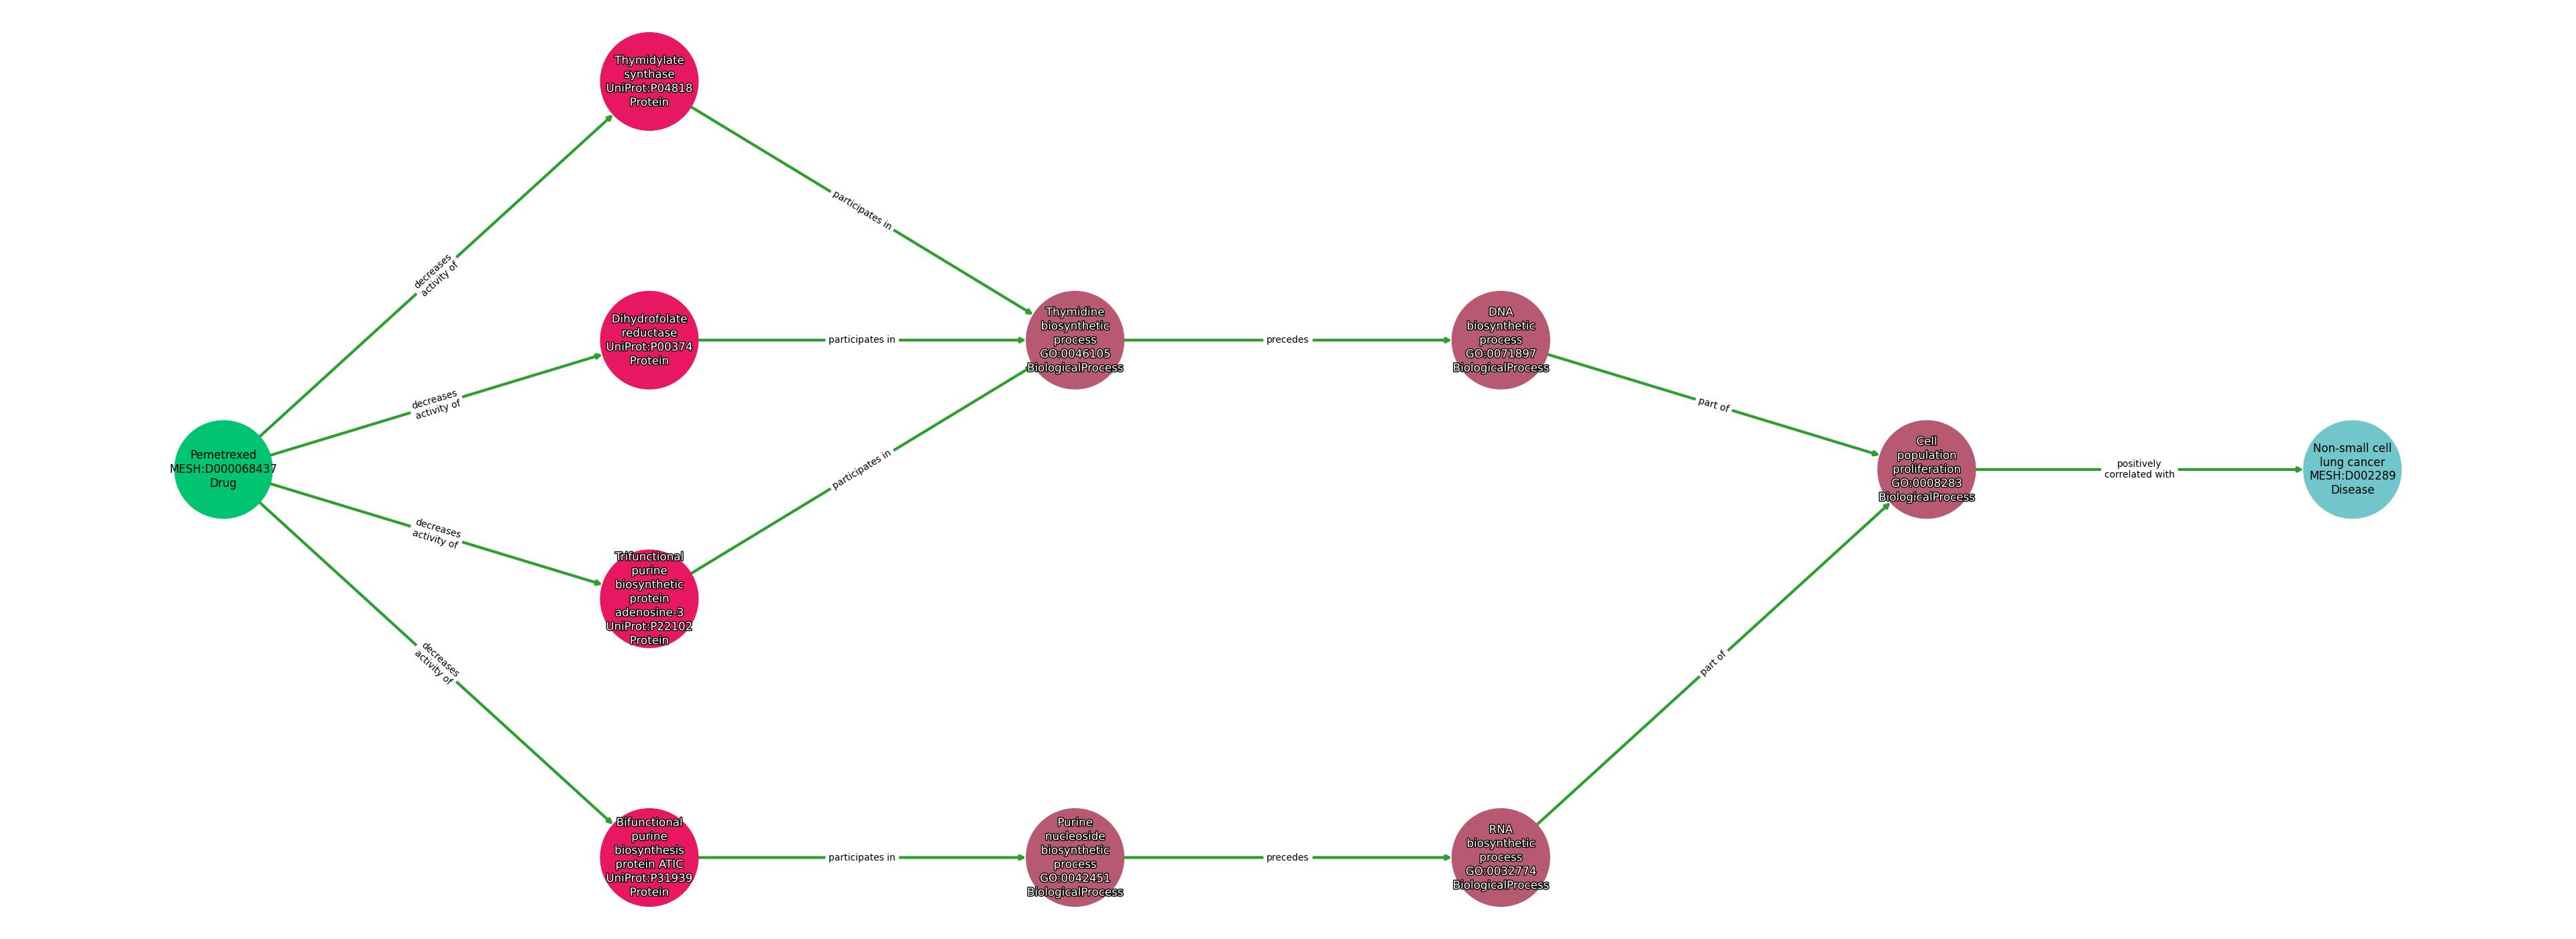 Thymidylate
synthase
UniProt:P04818
Protein
decreases
activity of
participates in
Dihydrofolate
reductase
UniProt:P00374
Protein
participates in
Thymidine
biosynthetic
process
GO:0046105
BiologicalProcess
precedes
DNA
biosynthetic
process
GO:0071897
BiologicalProcess
decreases
activity of
part of
Pemetrexed
MESH:D000068437
Drug
participates in
Cell
population
proliferation
GO:0008283
BiologicalProcess
positively
correlated with
Non-small cell
lung cancer
MESH:D002289
Disease
decreases
activity of
Trifunctional
purine
biosynthetic
protein
adenosine-3
UniProt:P22102
Protein
decreases
activity of
part of
Bifunctional
purine
biosynthesis
protein ATIC
UniProt:P31939
Protein
participates in
Purine
nucleoside
biosynthetic
process
GO:0042451
BiologicalProcess
precedes
RNA
biosynthetic
process
GO:0032774
BiologicalProcess